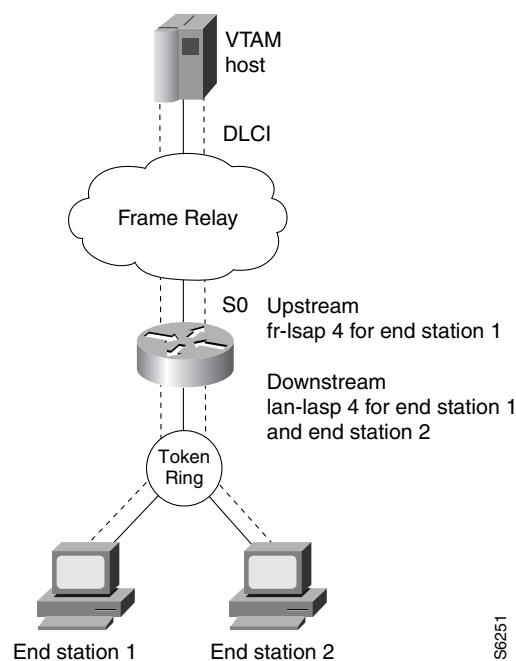 VTAM
host
DLCI
Frame Relay
S0
Upstream
fr-lsap 4 for end station 1
Downstream
lan-lasp 4 for end station 1
and end station 2
Token
Ring
End station 1
End station 2
S6251